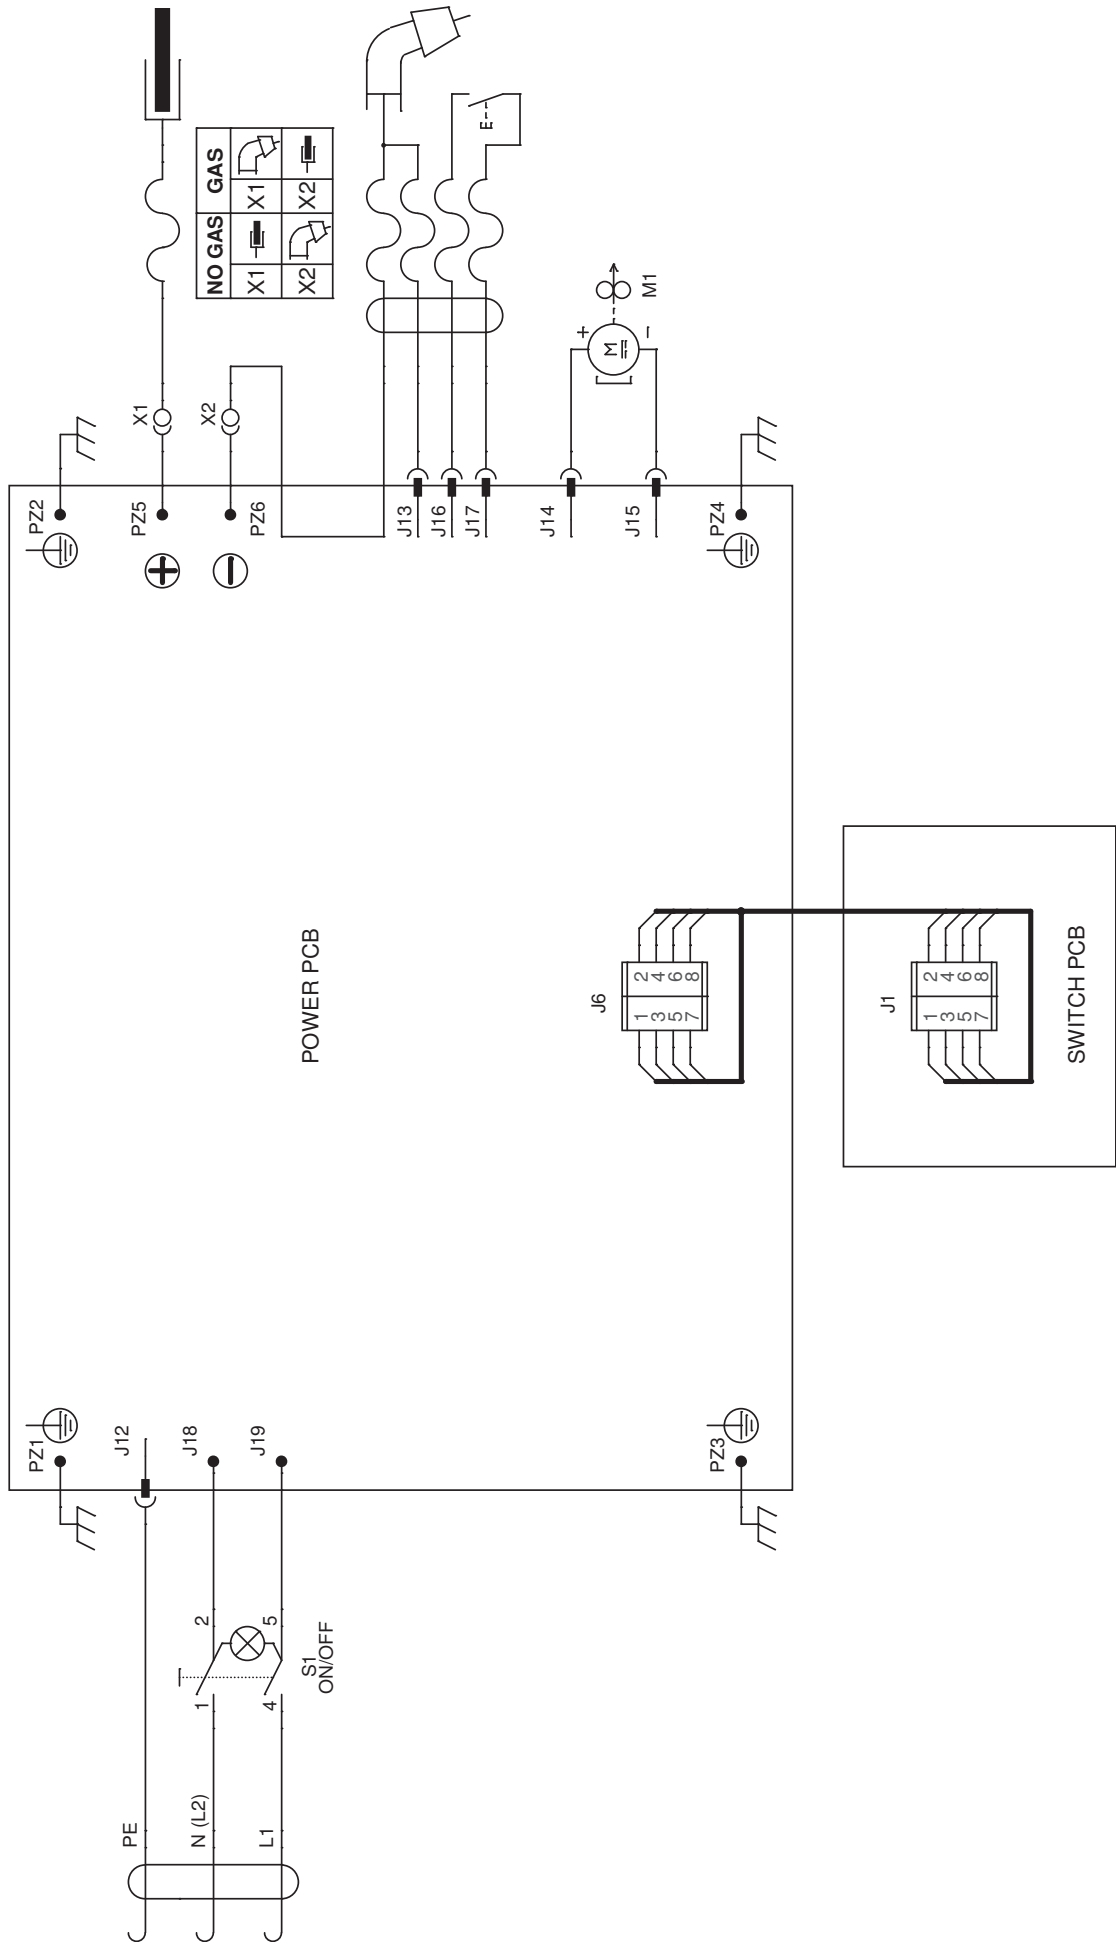 PE
N (L2)
L1
1
2
4
5
S1
ON/OFF
PZ1
J12
J18
J19
PZ3
POWER PCB
J6
1 2
3 4
5 6
7 8
J1
1 2
3 4
5 6
7 8
SWITCH PCB
PZ2
PZ5
PZ6
J13
J16
J17
J14
J15
PZ4
X1
X2
NO GAS GAS
X1 X1
X2 X2
E
+
M
-
M1